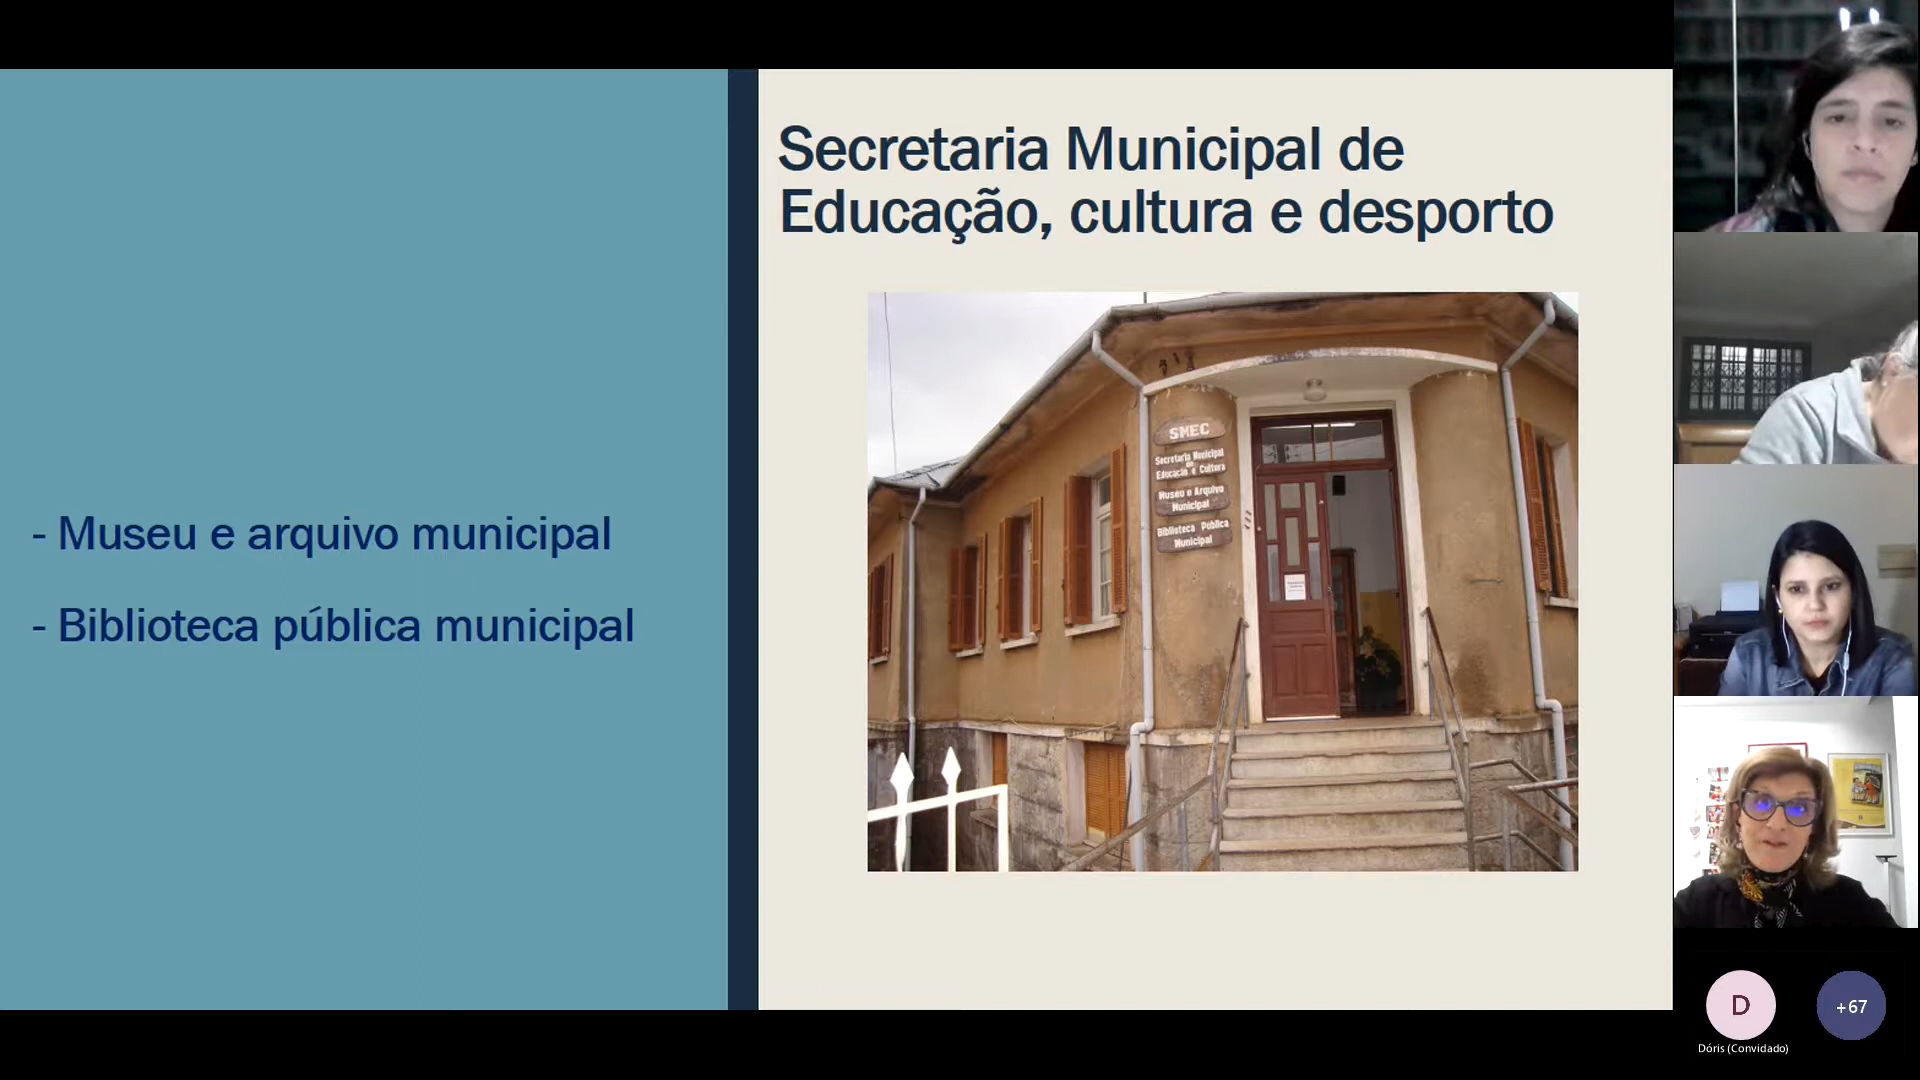 Secretaria Municipal de
Educação, cultura e desporto
- Museu e arquivo municipal
- Biblioteca pública municipal
SMEC
Secretaria Municipal
de
Educação e Cultura
Museu e Arquivo
Municipal
Biblioteca Pública
Municipal
D
+67
Dóris (Convidado)